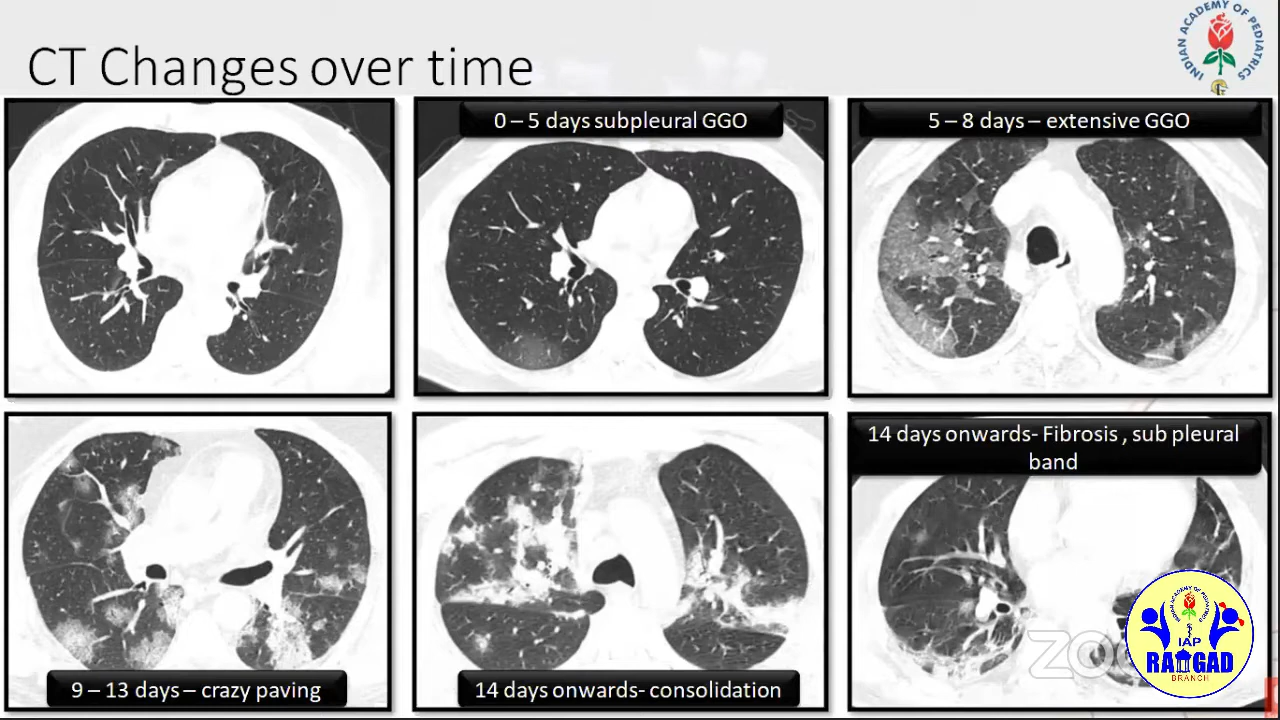 CT Changes over time
INDIAN ACADEMY OF PEDIATRICS
0 – 5 days subpleural GGO
5 – 8 days – extensive GGO
9 – 13 days – crazy paving
14 days onwards- consolidation
14 days onwards- Fibrosis , sub pleural
band
IAP
RAIGAD
BRANCH